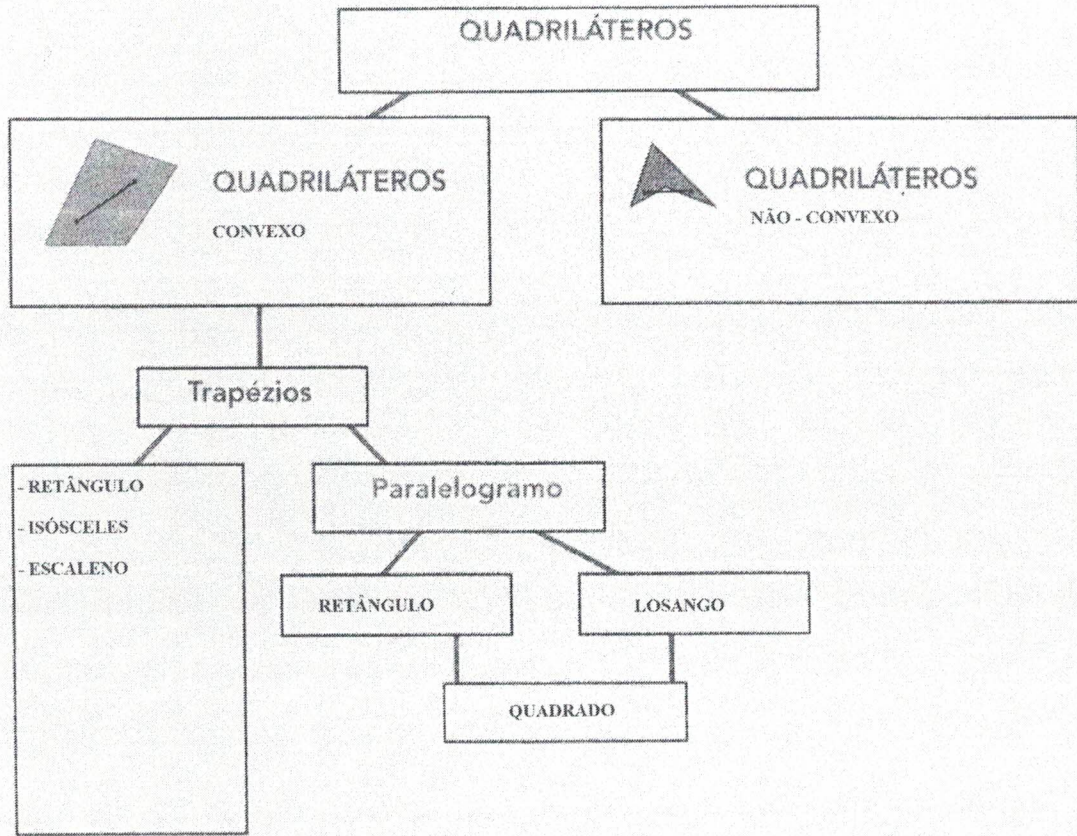 QUADRILÁTEROS
QUADRILÁTEROS
CONVEXO
QUADRILÁTEROS
NÃO - CONVEXO
Trapézios
- RETÂNGULO
- ISÓSCELES
- ESCALENO
Paralelogramo
RETÂNGULO
LOSANGO
QUADRADO